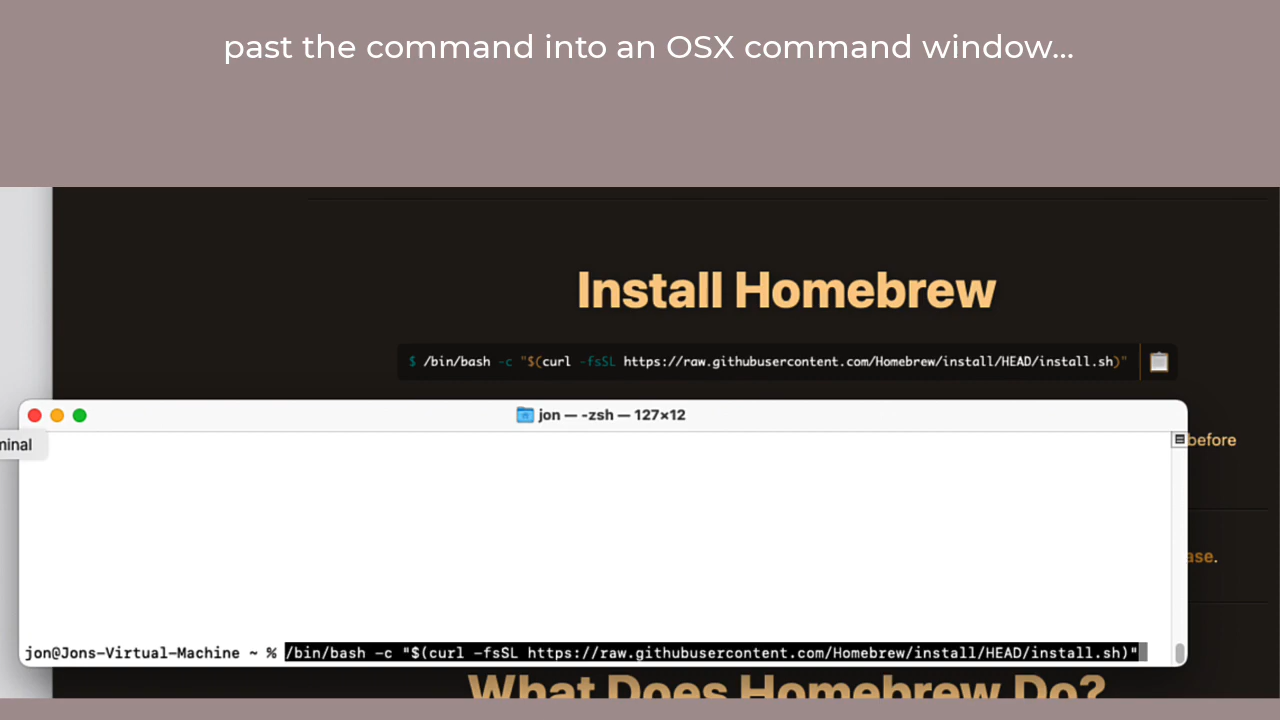 past the command into an OSX command window...
Install Homebrew
$ /bin/bash -c "$(curl -fsSL https://raw.githubusercontent.com/Homebrew/install/HEAD/install.sh)"
jon — -zsh — 127×12
minal
before
ase.
jon@Jons-Virtual-Machine ~ % /bin/bash -c "$(curl -fsSL https://raw.githubusercontent.com/Homebrew/install/HEAD/install.sh)"
What Does Homebrew Do?